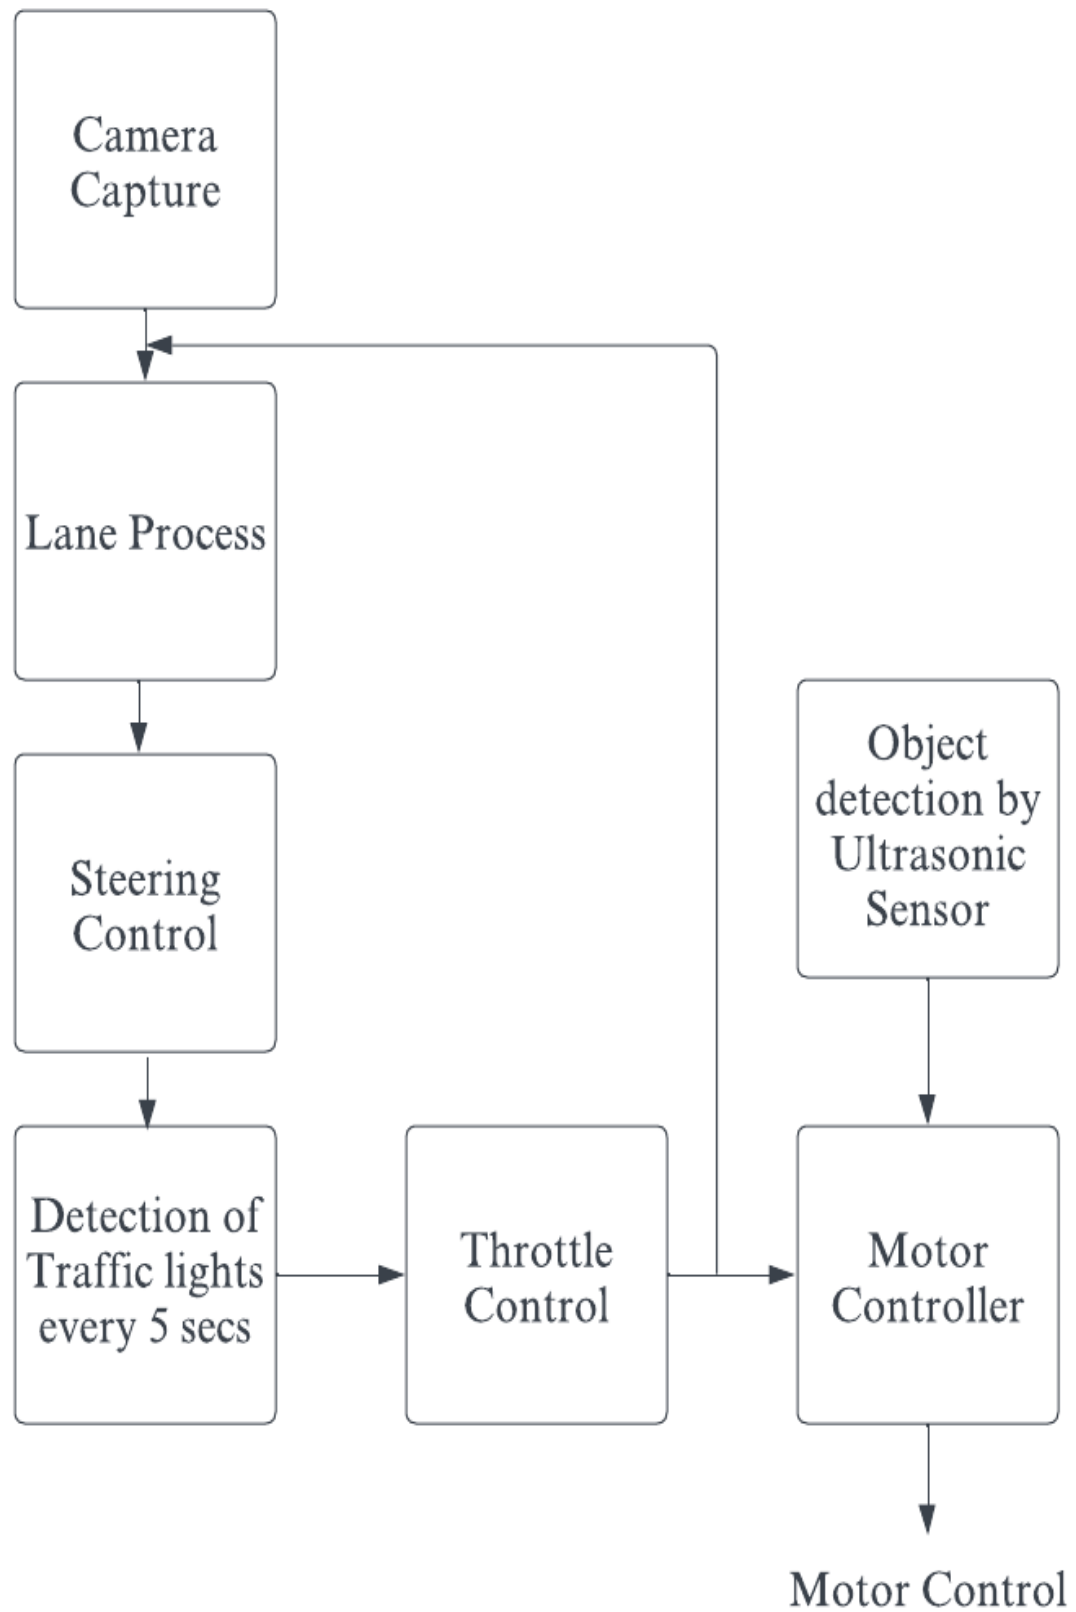 Camera
Capture
Lane Process
Steering
Control
Object
detection by
Ultrasonic
Sensor
Detection of
Traffic lights
every 5 secs
Throttle
Control
Motor
Controller
Motor Control